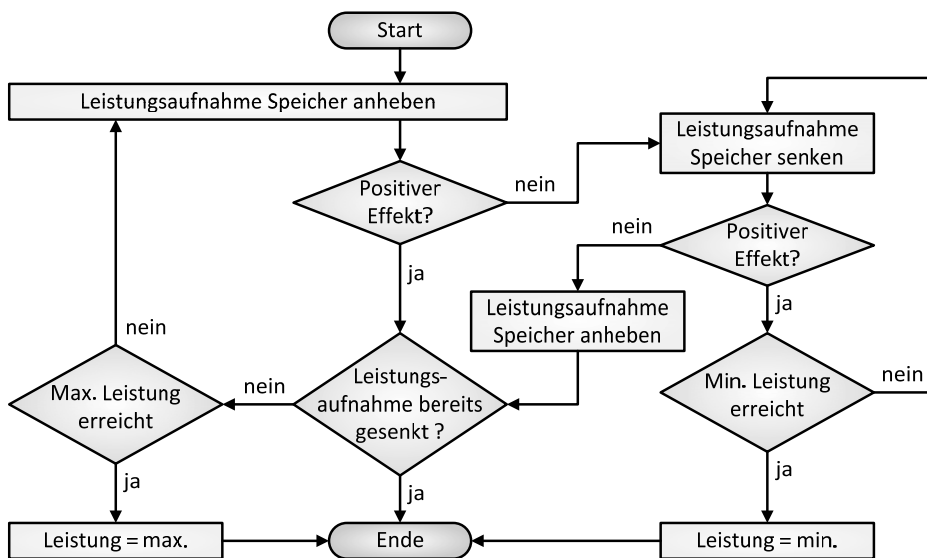 Start
Leistungsaufnahme Speicher anheben
Leistungsaufnahme
Speicher senken
Positiver
Effekt?
nein
ja
Positiver
Effekt?
nein
ja
Leistungsaufnahme
Speicher anheben
nein
Max. Leistung
erreicht
nein
ja
Leistungs-
aufnahme bereits
gesenkt ?
ja
Min. Leistung
erreicht
nein
ja
Leistung = max.
Ende
Leistung = min.